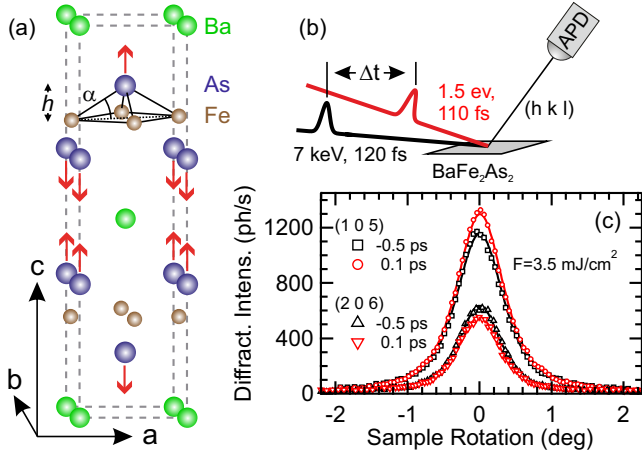 (a)
Ba
As
Fe
h
α
c
b
a
(b)
Δt
1.5 ev,
110 fs
7 keV, 120 fs
APD
(h k l)
BaFe2As2
(c)
Diffract. Intens. (ph/s)
1200
800
400
0
(1 0 5)
-0.5 ps
0.1 ps
F=3.5 mJ/cm²
(2 0 6)
-0.5 ps
0.1 ps
-2 -1 0 1 2
Sample Rotation (deg)